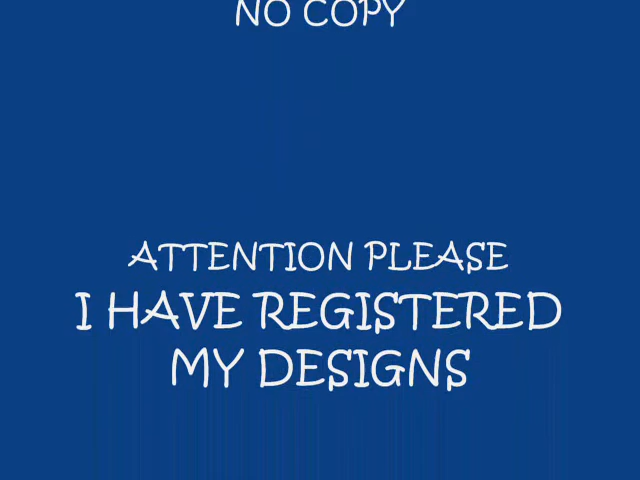 NO COPY
ATTENTION PLEASE
I HAVE REGISTERED
MY DESIGNS